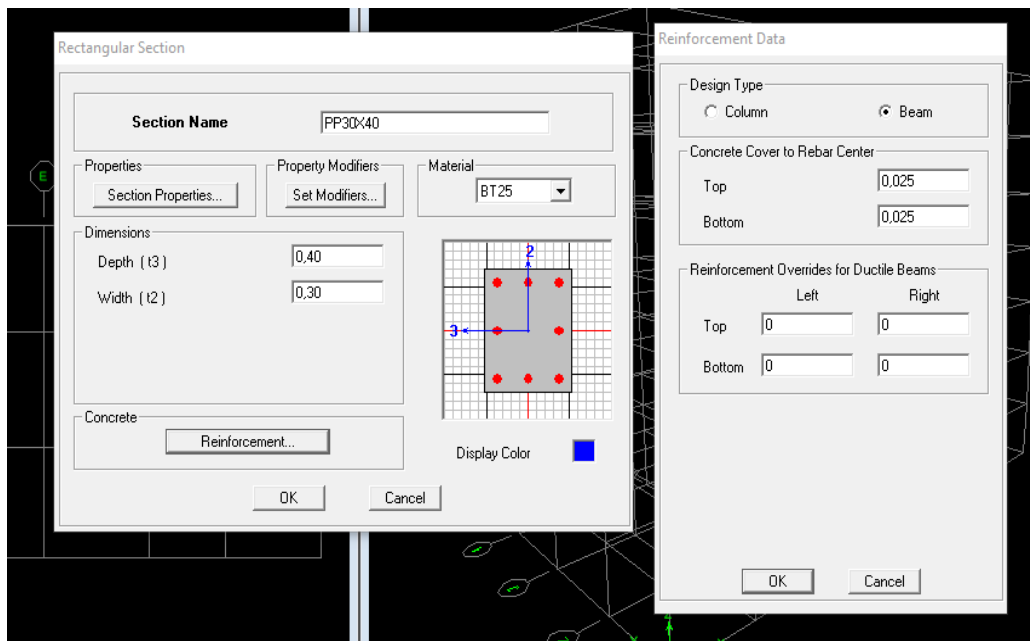 Rectangular Section
Section Name PP30X40
Properties
Section Properties...
Property Modifiers
Set Modifiers...
Material
BT25
Dimensions
Depth ( t3 ) 0,40
Width ( t2 ) 0,30
2
3
Concrete
Reinforcement...
Display Color
OK Cancel
E
Reinforcement Data
Design Type
Column Beam
Concrete Cover to Rebar Center
Top 0,025
Bottom 0,025
Reinforcement Overrides for Ductile Beams
Left Right
Top 0 0
Bottom 0 0
OK Cancel